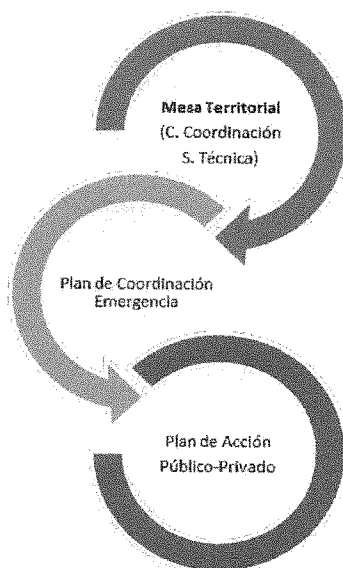 Mesa Territorial
(C. Coordinación
S. Técnica)
Plan de Coordinación
Emergencia
Plan de Acción
Público-Privado